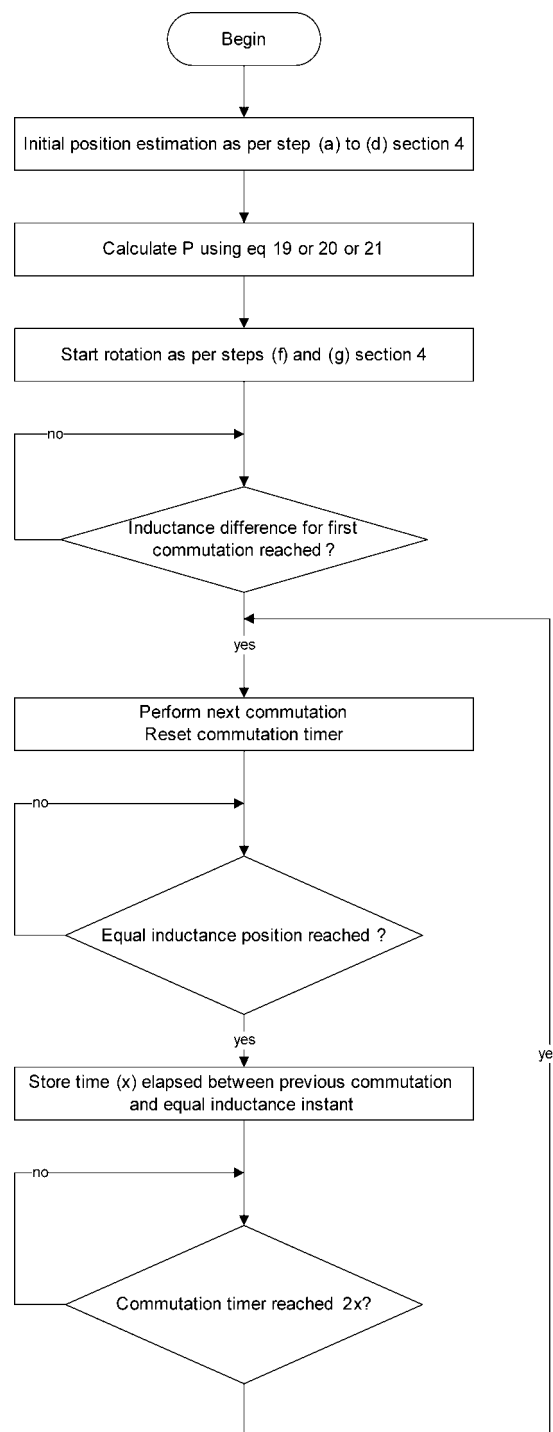 Begin
Initial position estimation as per step (a) to (d) section 4
Calculate P using eq 19 or 20 or 21
Start rotation as per steps (f) and (g) section 4
no
Inductance difference for first
commutation reached ?
yes
Perform next commutation
Reset commutation timer
no
Equal inductance position reached ?
yes
ye
Store time (x) elapsed between previous commutation
and equal inductance instant
no
Commutation timer reached 2x?